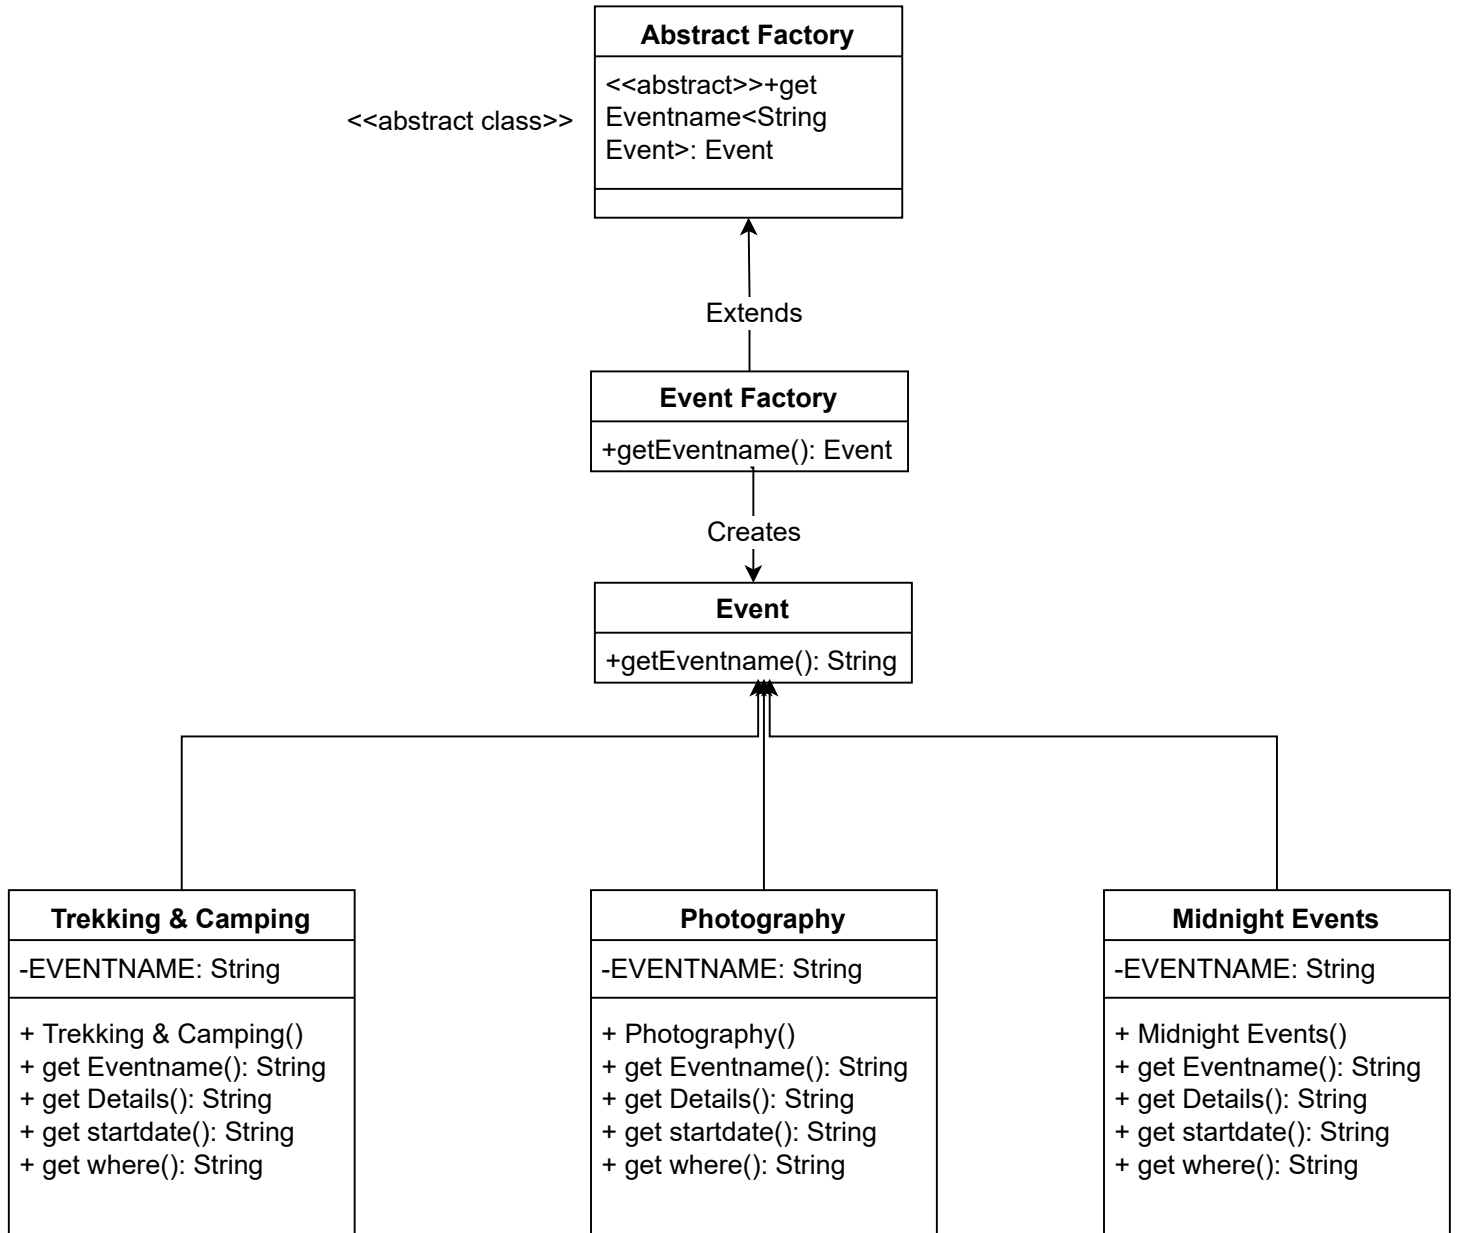 Abstract Factory
<<abstract>>+get
Eventname<String
Event>: Event
<<abstract class>>
Extends
Event Factory
+getEventname(): Event
Creates
Event
+getEventname(): String
Trekking & Camping
-EVENTNAME: String
+ Trekking & Camping()
+ get Eventname(): String
+ get Details(): String
+ get startdate(): String
+ get where(): String
Photography
-EVENTNAME: String
+ Photography()
+ get Eventname(): String
+ get Details(): String
+ get startdate(): String
+ get where(): String
Midnight Events
-EVENTNAME: String
+ Midnight Events()
+ get Eventname(): String
+ get Details(): String
+ get startdate(): String
+ get where(): String